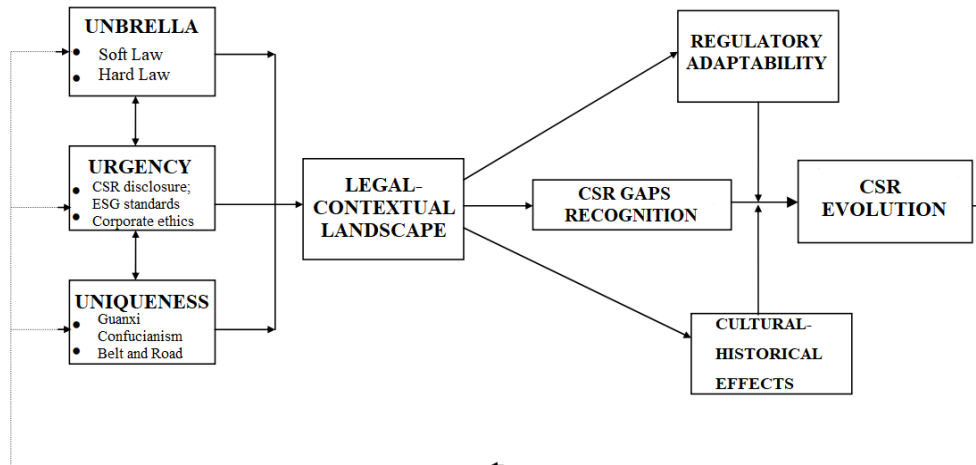 UNBRELLA
Soft Law
Hard Law
URGENCY
CSR disclosure;
ESG standards
Corporate ethics
UNIQUENESS
Guanxi
Confucianism
Belt and Road
LEGAL-
CONTEXTUAL
LANDSCAPE
REGULATORY
ADAPTABILITY
CSR GAPS
RECOGNITION
CULTURAL-
HISTORICAL
EFFECTS
CSR
EVOLUTION